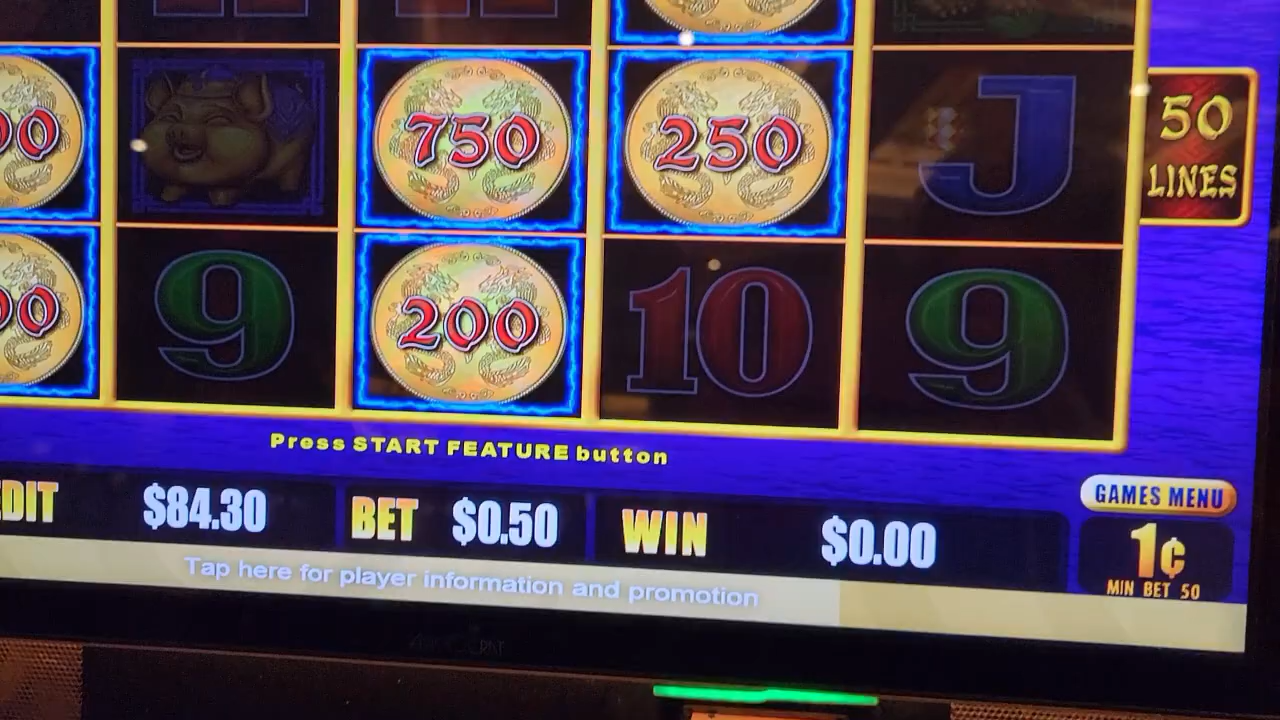 750
250
J
50
LINES
9
200
10
9
Press START FEATURE button
$84.30
BET
$0.50
WIN
$0.00
GAMES MENU
1¢
MIN BET 50
Tap here for player information and promotion